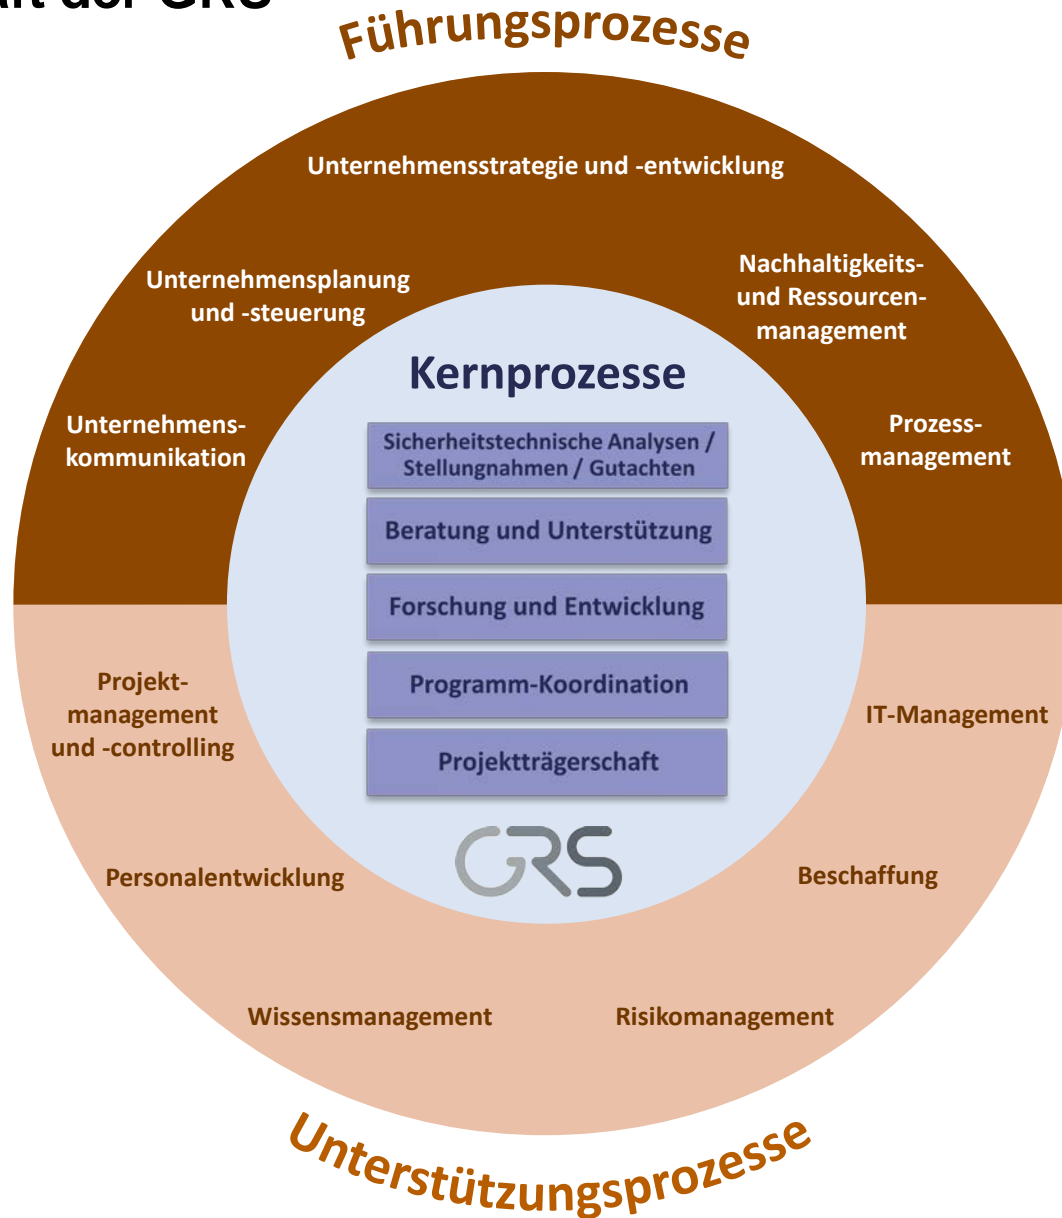 der GRS
Führungsprozesse
Unternehmensstrategie und -entwicklung
Unternehmensplanung
und -steuerung
Nachhaltigkeits-
und Ressourcen-
management
Unternehmens-
kommunikation
Prozess-
management
Kernprozesse
Sicherheitstechnische Analysen /
Stellungnahmen / Gutachten
Beratung und Unterstützung
Forschung und Entwicklung
Programm-Koordination
Projektträgerschaft
GRS
Projekt-
management
und -controlling
IT-Management
Personalentwicklung
Beschaffung
Wissensmanagement
Risikomanagement
Unterstützungsprozesse